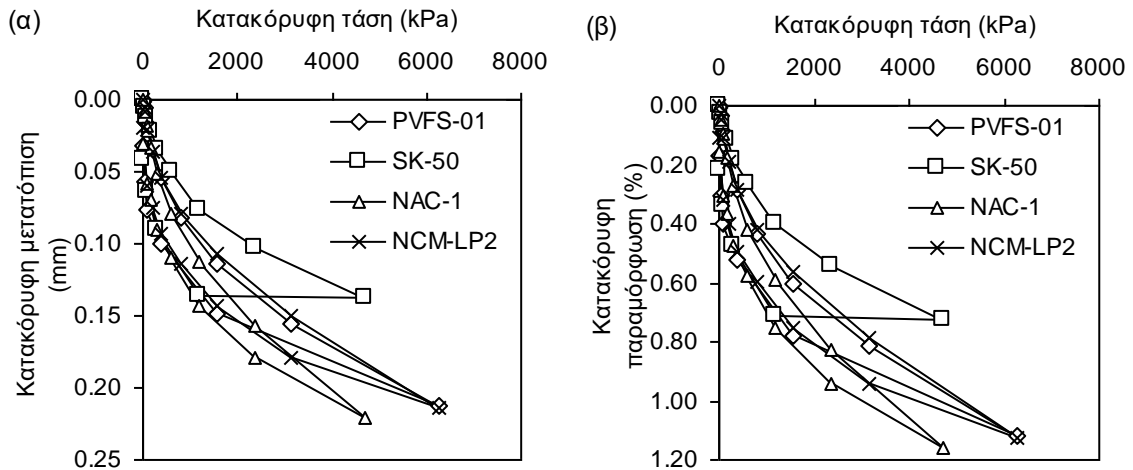 (α)
Κατακόρυφη τάση (kPa)
0 2000 4000 6000 8000
0.00
0.05
0.10
0.15
0.20
0.25
Κατακόρυφη μετατόπιση
(mm)
PVFS-01
SK-50
NAC-1
NCM-LP2
(β)
Κατακόρυφη τάση (kPa)
0 2000 4000 6000 8000
0.00
0.20
0.40
0.60
0.80
1.00
1.20
Κατακόρυφη
παραμόρφωση (%)
PVFS-01
SK-50
NAC-1
NCM-LP2